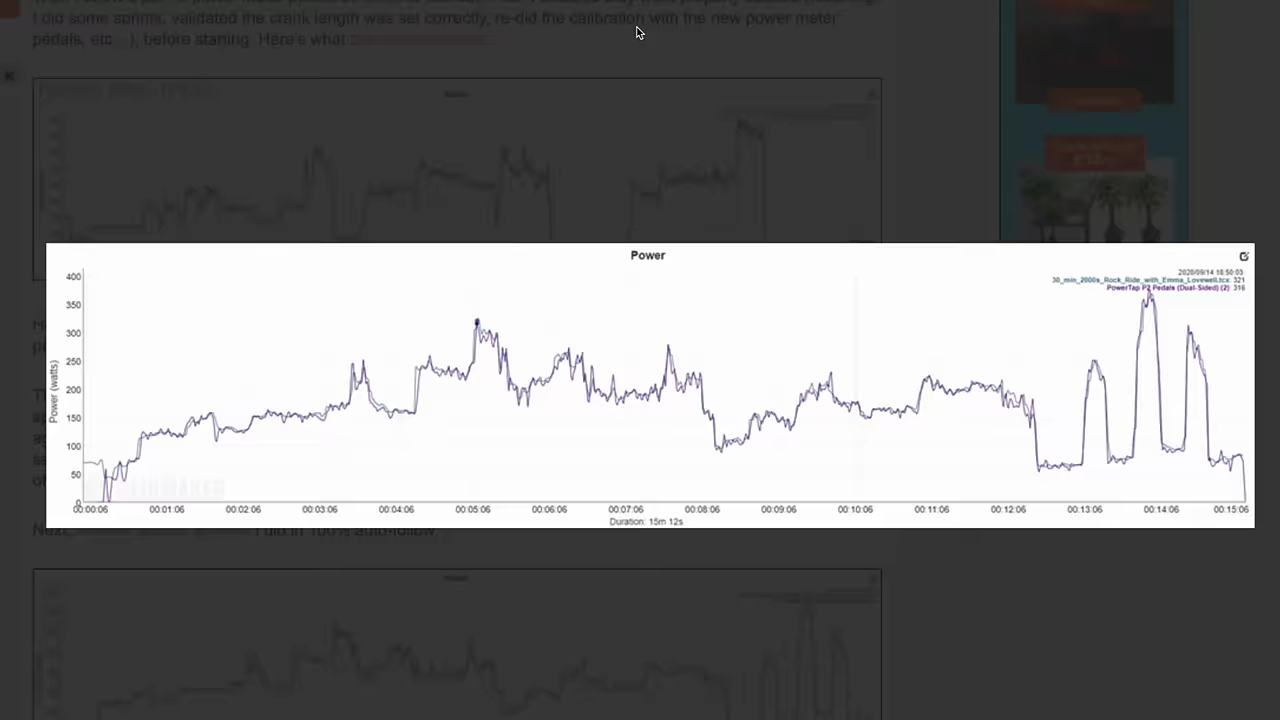 I did some sprints, validated the crank length was set correctly, re-did the calibration with the new power meter
pedals, etc...), before starting. Here's what
Power
2020/09/14 18:50:03
30_min_2000s_Rock_Ride_with_Emma_Lovewell.tcx: 321
PowerTap P2 Pedals (Dual-Sided) (2): 316
Power (watts)
400
350
300
250
200
150
100
50
0
00:00:06 00:01:06 00:02:06 00:03:06 00:04:06 00:05:06 00:06:06 00:07:06 00:08:06 00:09:06 00:10:06 00:11:06 00:12:06 00:13:06 00:14:06 00:15:06
Duration: 15m 12s
Next, I did in 100% auto-follow.